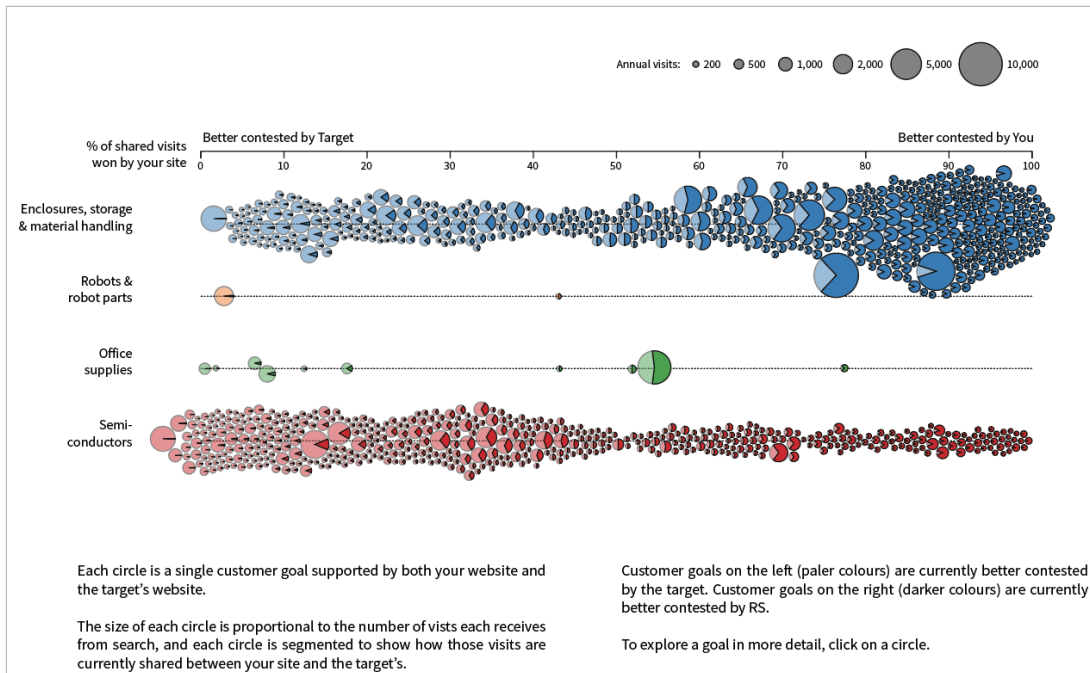 Annual visits: 200 500 1,000 2,000 5,000 10,000
Better contested by Target Better contested by You
% of shared visits
won by your site
0 10 20 30 40 50 60 70 80 90 100
Enclosures, storage
& material handling
Robots &
robot parts
Office
supplies
Semi-
conductors
Each circle is a single customer goal supported by both your website and
the target’s website.
The size of each circle is proportional to the number of vists each receives
from search, and each circle is segmented to show how those visits are
currently shared between your site and the target’s.
Customer goals on the left (paler colours) are currently better contested
by the target. Customer goals on the right (darker colours) are currently
better contested by RS.
To explore a goal in more detail, click on a circle.